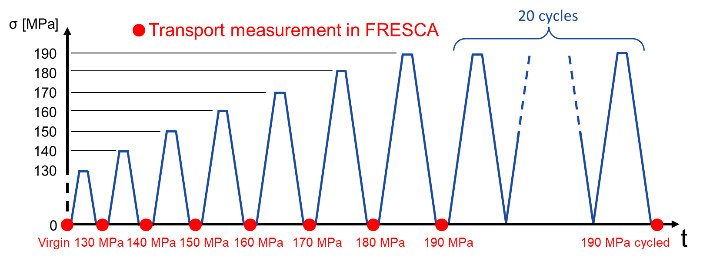 20 cycles
σ [MPa]
Transport measurement in FRESCA
190
180
170
160
150
140
130
0
Virgin 130 MPa 140 MPa 150 MPa 160 MPa 170 MPa 180 MPa 190 MPa 190 MPa cycled
t